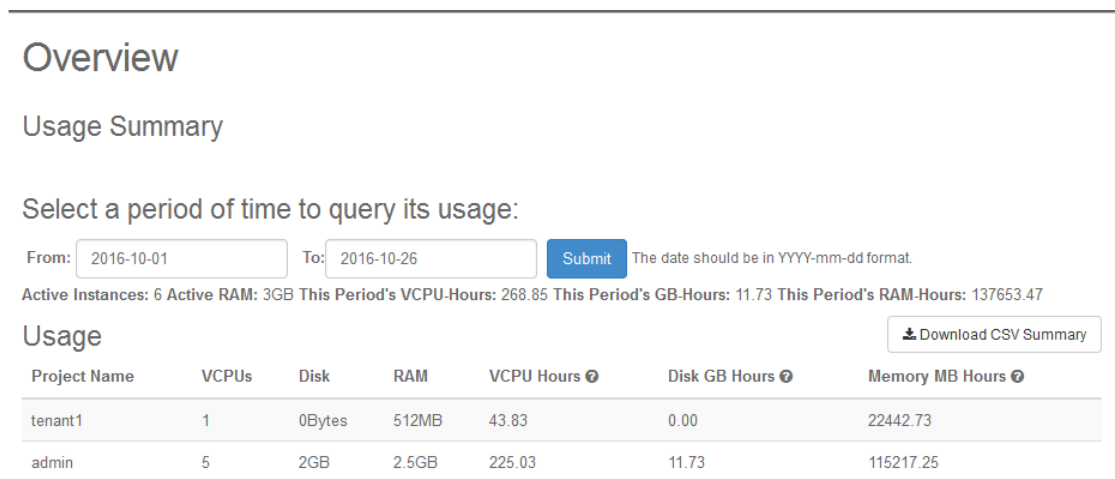 Overview
Usage Summary
Select a period of time to query its usage:
From: 2016-10-01 To: 2016-10-26 Submit The date should be in YYYY-mm-dd format.
Active Instances: 6 Active RAM: 3GB This Period's VCPU-Hours: 268.85 This Period's GB-Hours: 11.73 This Period's RAM-Hours: 137653.47
Usage Download CSV Summary
Project Name VCPUs Disk RAM VCPU Hours Disk GB Hours Memory MB Hours
tenant1 1 0Bytes 512MB 43.83 0.00 22442.73
admin 5 2GB 2.5GB 225.03 11.73 115217.25